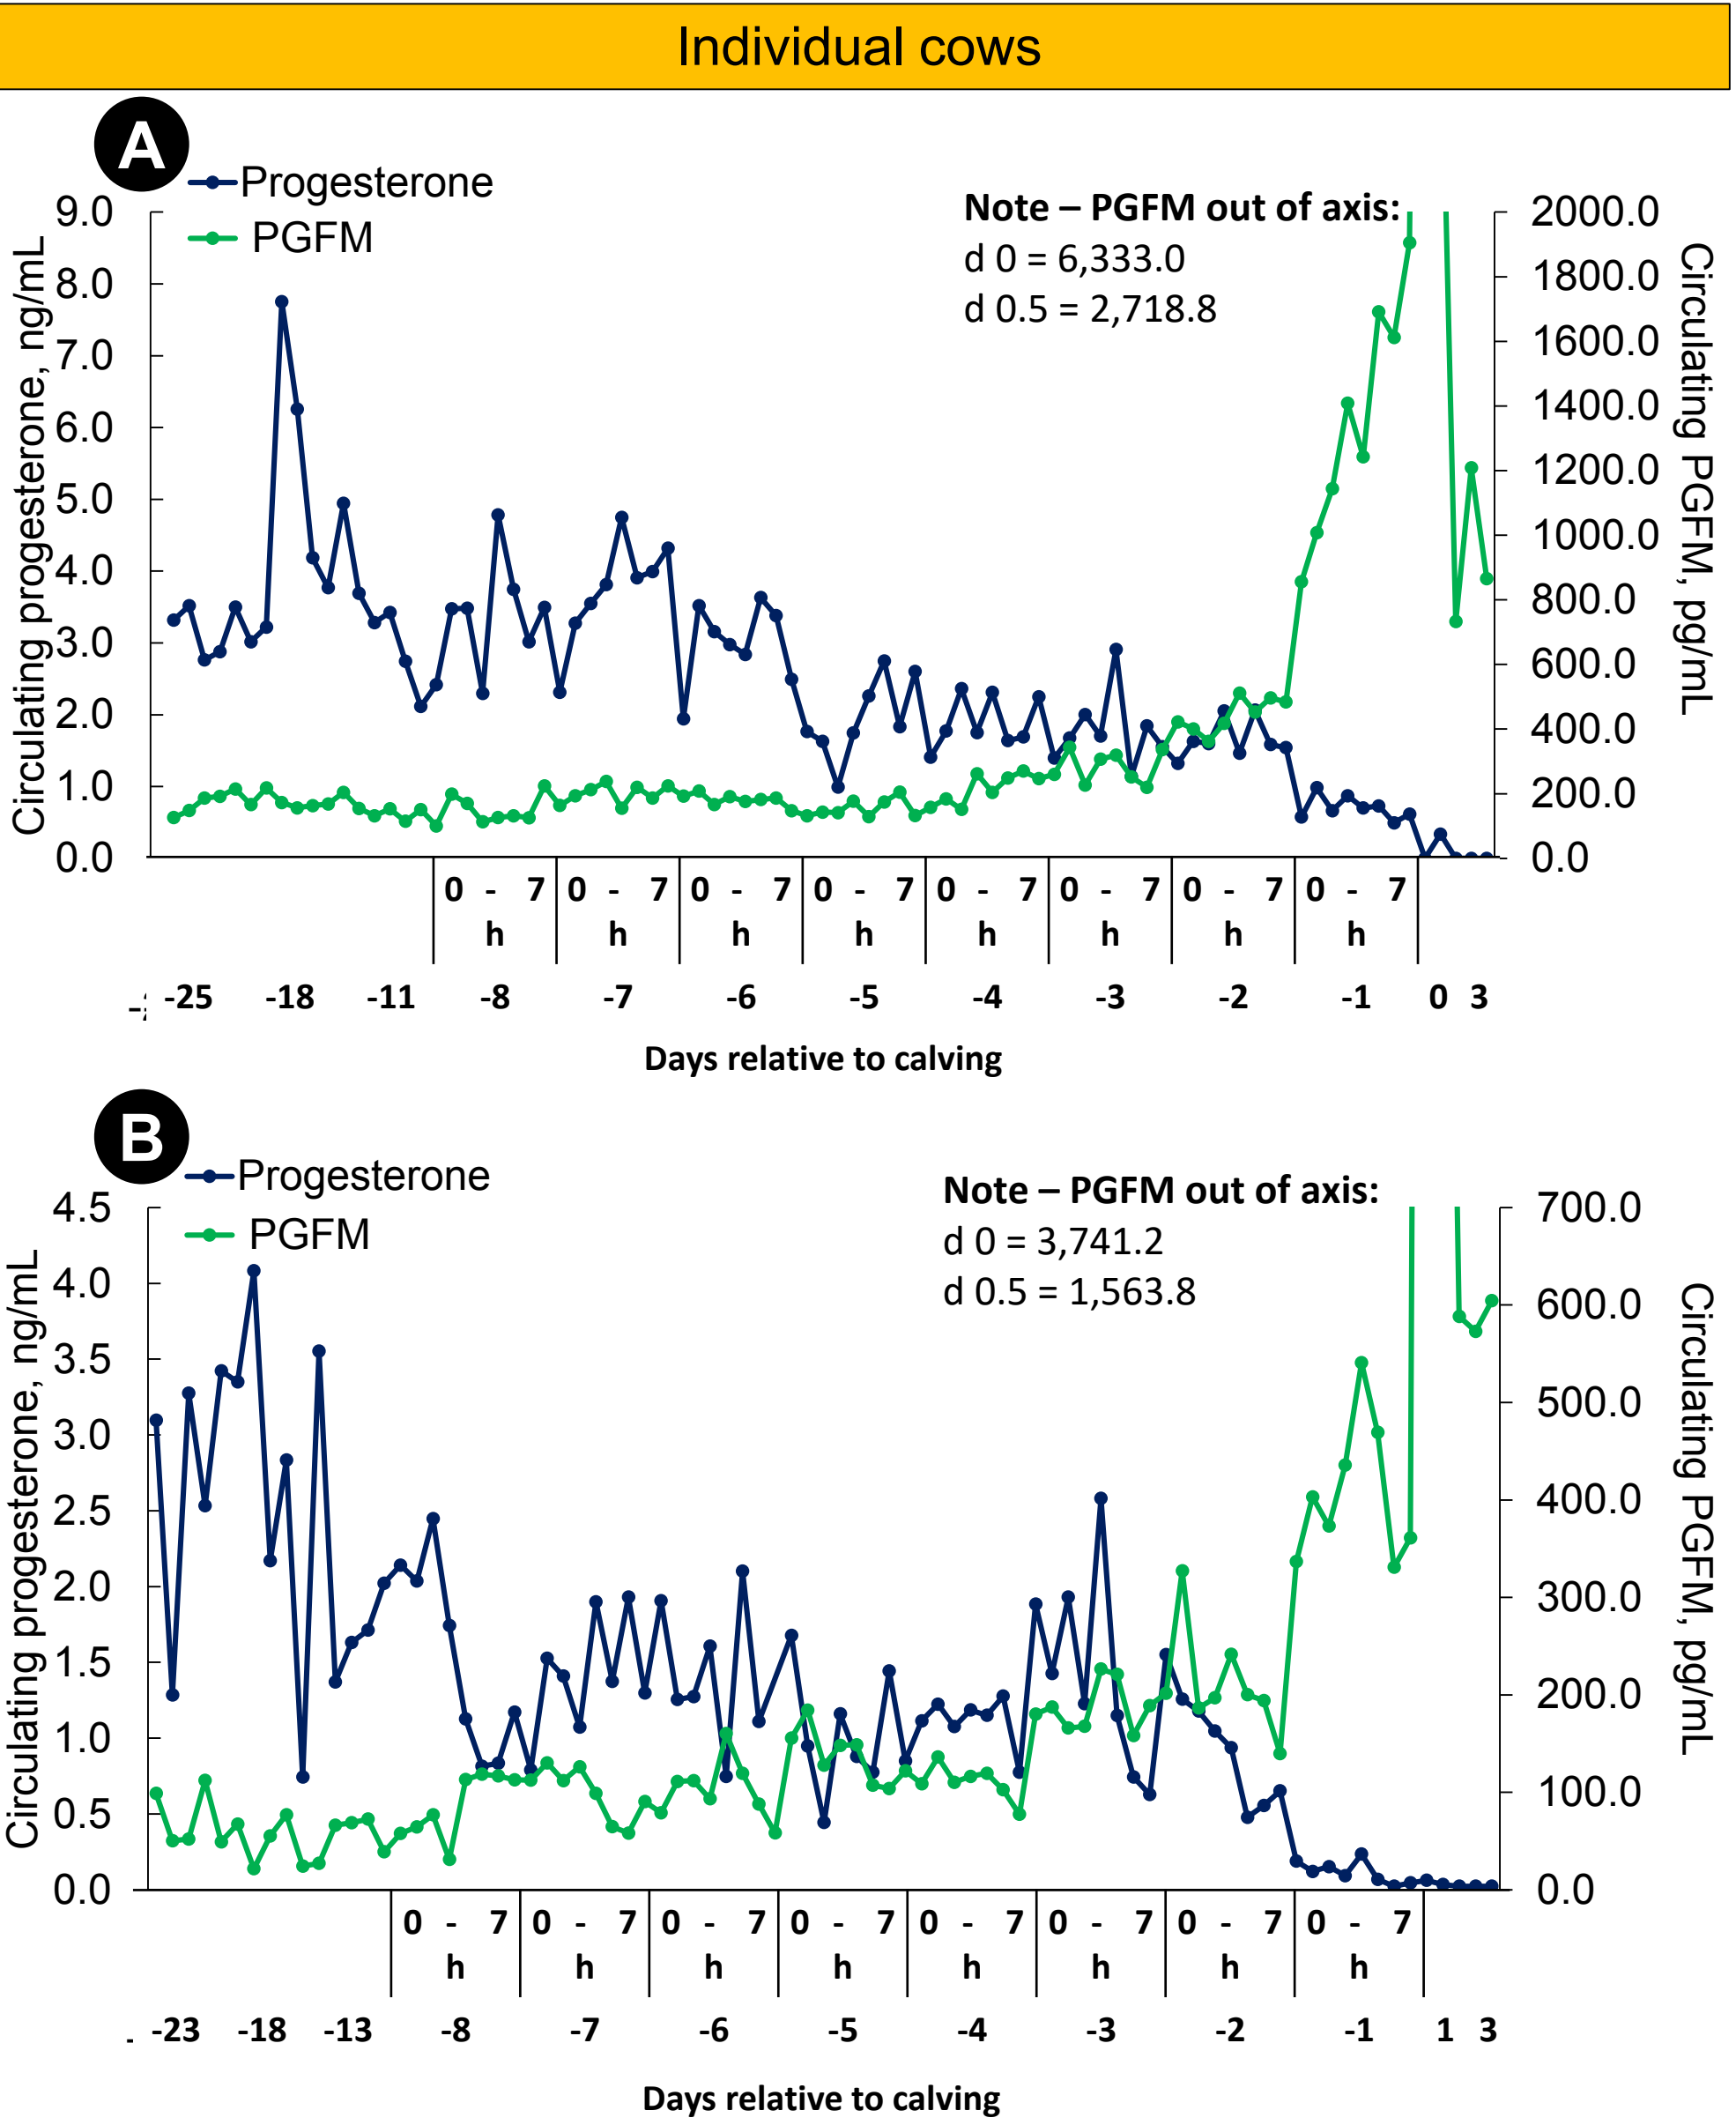 Individual cows
A
Progesterone
PGFM
Note – PGFM out of axis:
d 0 = 6,333.0
d 0.5 = 2,718.8
Circulating progesterone, ng/mL
9.0
8.0
7.0
6.0
5.0
4.0
3.0
2.0
1.0
0.0
2000.0
1800.0
1600.0
1400.0
1200.0
1000.0
800.0
600.0
400.0
200.0
0.0
Circulating PGFM, pg/mL
0 - 7 0 - 7 0 - 7 0 - 7 0 - 7 0 - 7 0 - 7 0 - 7
h h h h h h h h
-25 -18 -11 -8 -7 -6 -5 -4 -3 -2 -1 0 3
Days relative to calving
B
Progesterone
PGFM
Note – PGFM out of axis:
d 0 = 3,741.2
d 0.5 = 1,563.8
Circulating progesterone, ng/mL
4.5
4.0
3.5
3.0
2.5
2.0
1.5
1.0
0.5
0.0
700.0
600.0
500.0
400.0
300.0
200.0
100.0
0.0
Circulating PGFM, pg/mL
0 - 7 0 - 7 0 - 7 0 - 7 0 - 7 0 - 7 0 - 7 0 - 7
h h h h h h h h
-23 -18 -13 -8 -7 -6 -5 -4 -3 -2 -1 1 3
Days relative to calving